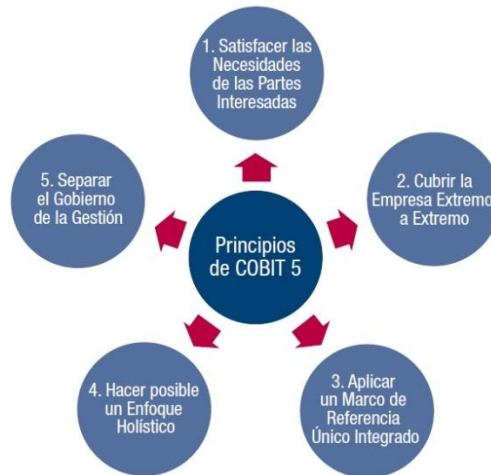 1. Satisfacer las
Necesidades
de las Partes
Interesadas
5. Separar
el Gobierno
de la Gestión
2. Cubrir la
Empresa Extremo
a Extremo
Principios
de COBIT 5
4. Hacer posible
un Enfoque
Holístico
3. Aplicar
un Marco de
Referencia
Único Integrado